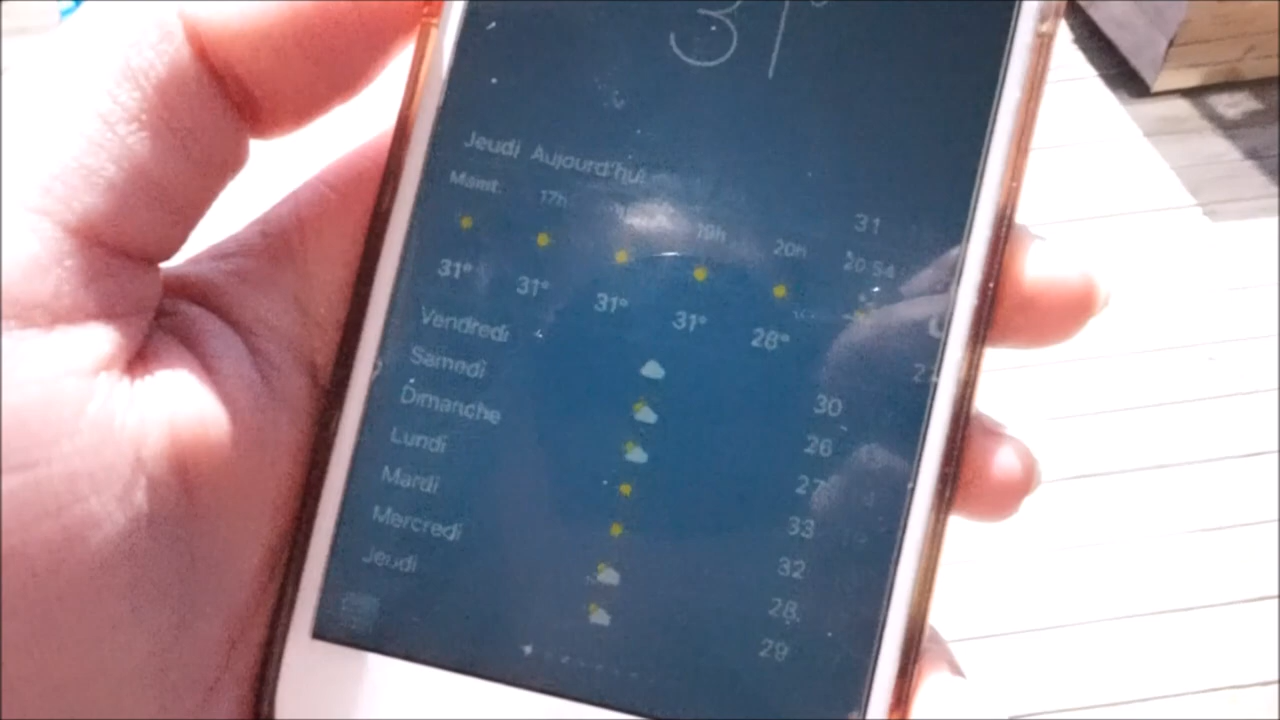 31°
Jeudi Aujourd'hui 31
Maint. 17h 19h 20h 20:54
31° 31° 31° 31° 28°
Vendredi 30
Samedi 26
Dimanche 27
Lundi 33
Mardi 32
Mercredi 28
Jeudi 29